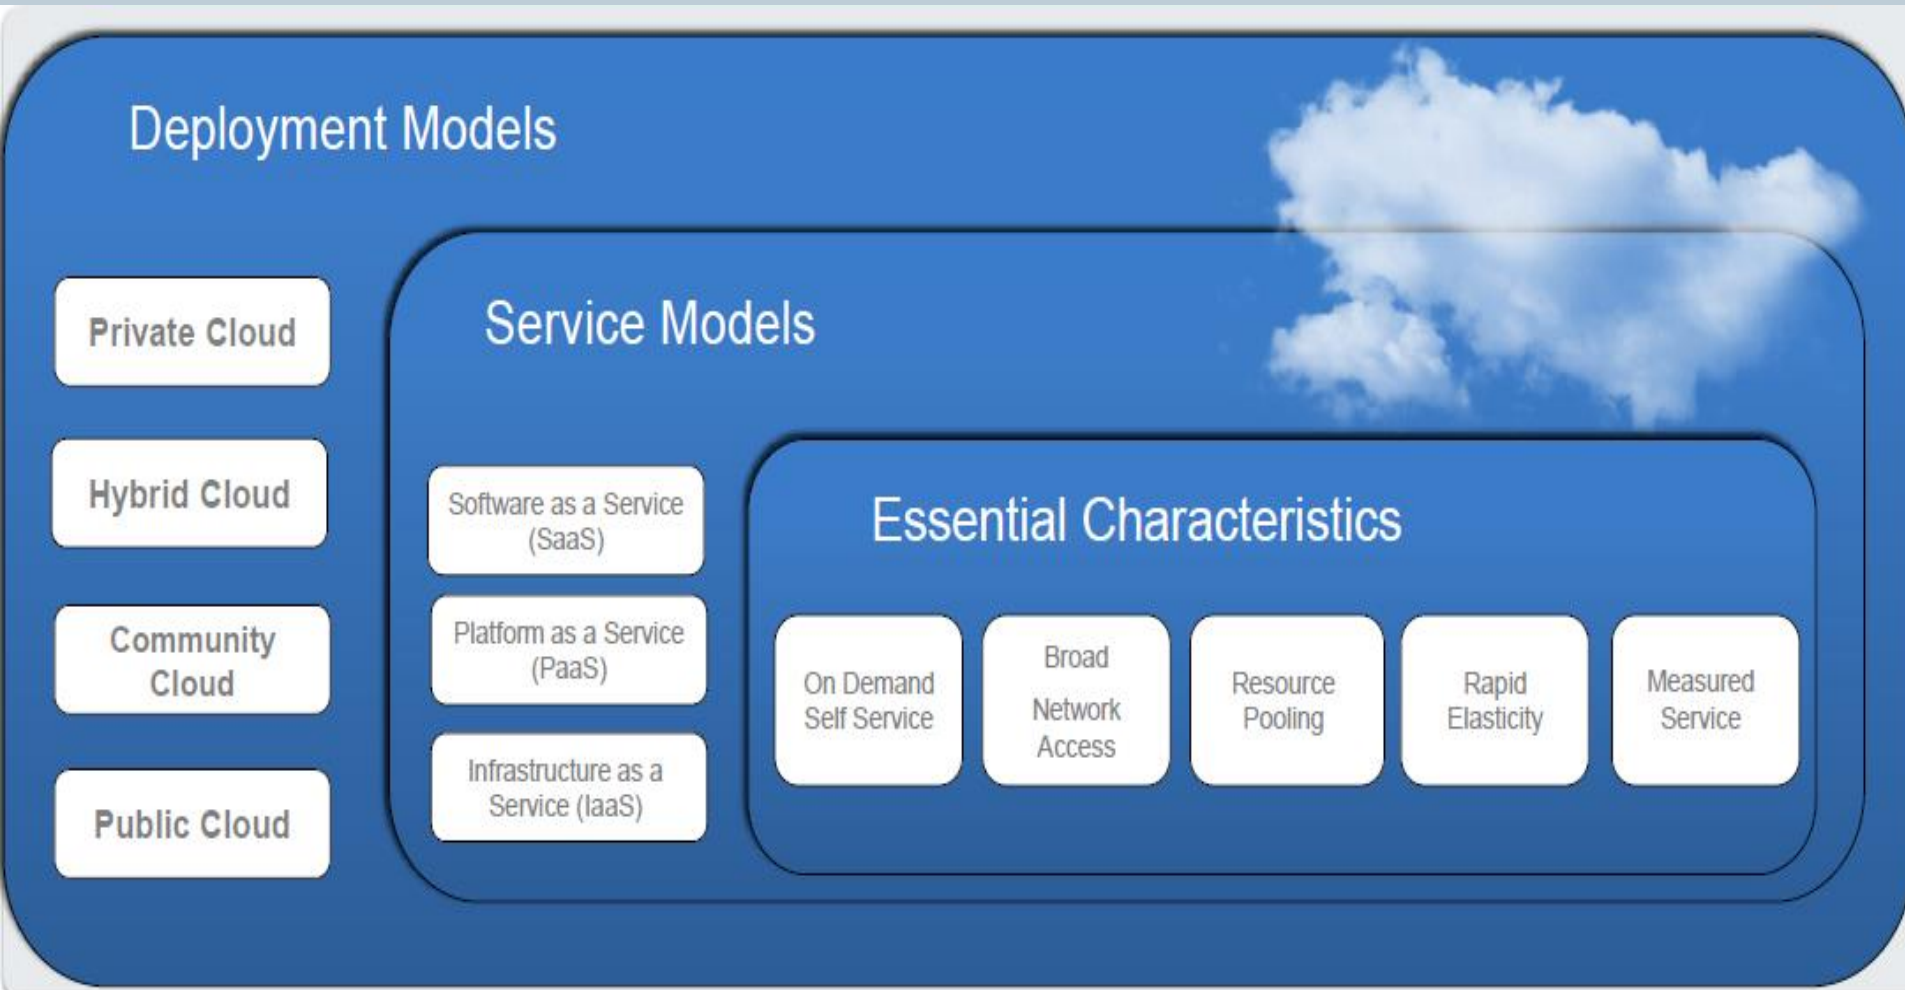 Deployment Models
Private Cloud
Hybrid Cloud
Community
Cloud
Public Cloud
Service Models
Software as a Service
(SaaS)
Platform as a Service
(PaaS)
Infrastructure as a
Service (IaaS)
Essential Characteristics
On Demand
Self Service
Broad
Network
Access
Resource
Pooling
Rapid
Elasticity
Measured
Service